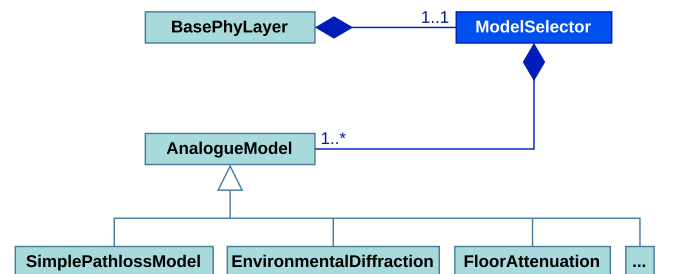 BasePhyLayer
1..1
ModelSelector
AnalogueModel
1..*
SimplePathlossModel
EnvironmentalDiffraction
FloorAttenuation
...